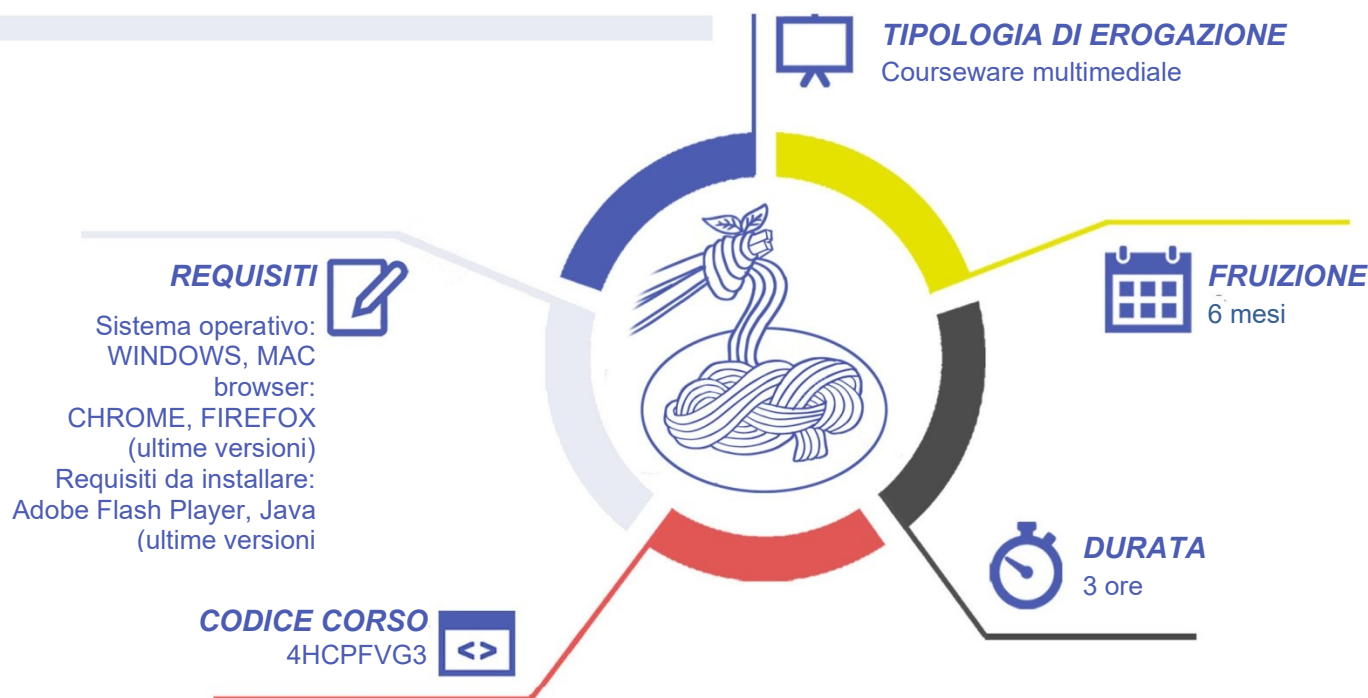 TIPOLOGIA DI EROGAZIONE
Courseware multimediale
REQUISITI
Sistema operativo:
WINDOWS, MAC
browser:
CHROME, FIREFOX
(ultime versioni)
Requisiti da installare:
Adobe Flash Player, Java
(ultime versioni
FRUIZIONE
6 mesi
DURATA
3 ore
CODICE CORSO
4HCPFVG3
<>